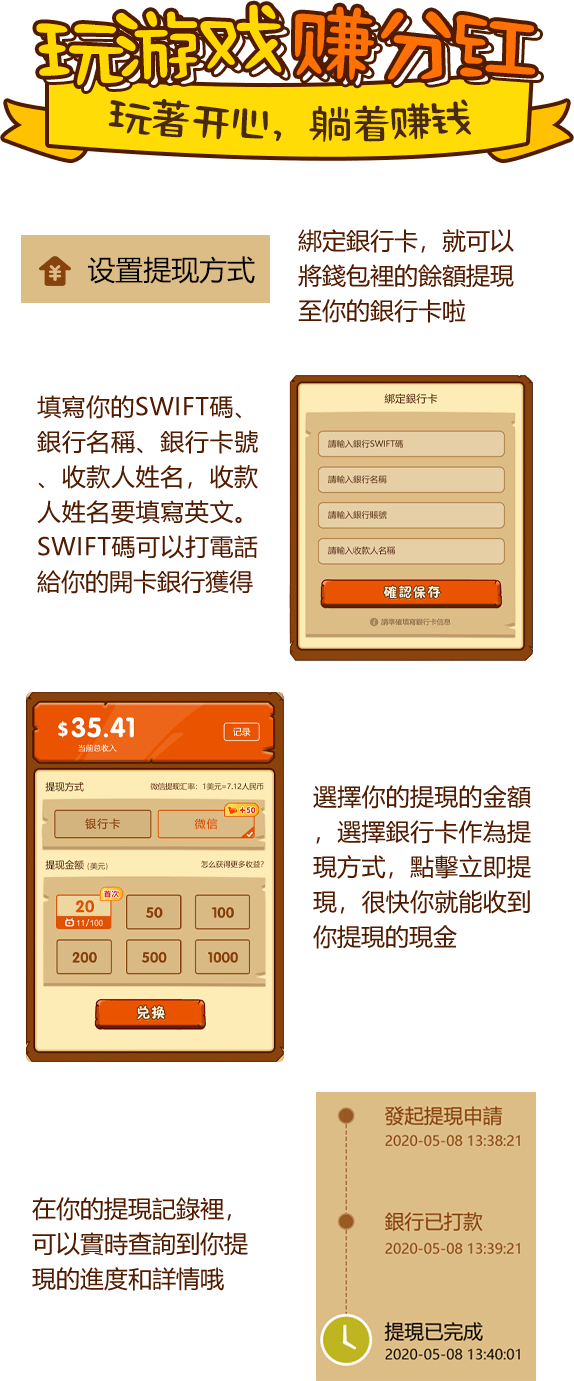 玩游戏赚分红
玩著开心，躺着赚钱
设置提现方式
綁定銀行卡，就可以
將錢包裡的餘額提現
至你的銀行卡啦
填寫你的SWIFT碼、
銀行名稱、銀行卡號
、收款人姓名，收款
人姓名要填寫英文。
SWIFT碼可以打電話
給你的開卡銀行獲得
綁定銀行卡
請輸入銀行SWIFT碼
請輸入銀行名稱
請輸入銀行賬號
請輸入收款人名稱
確認保存
請準確填寫銀行卡信息
$35.41
当前总收入
记录
提现方式
微信提现汇率：1美元=7.12人民币
银行卡
微信
+50
提现金额（美元）
怎么获得更多收益?
首次
20
11/100
50
100
200
500
1000
兑换
選擇你的提現的金額
，選擇銀行卡作為提
現方式，點擊立即提
現，很快你就能收到
你提現的現金
在你的提現記錄裡，
可以實時查詢到你提
現的進度和詳情哦
發起提現申請
2020-05-08 13:38:21
銀行已打款
2020-05-08 13:39:21
提現已完成
2020-05-08 13:40:01